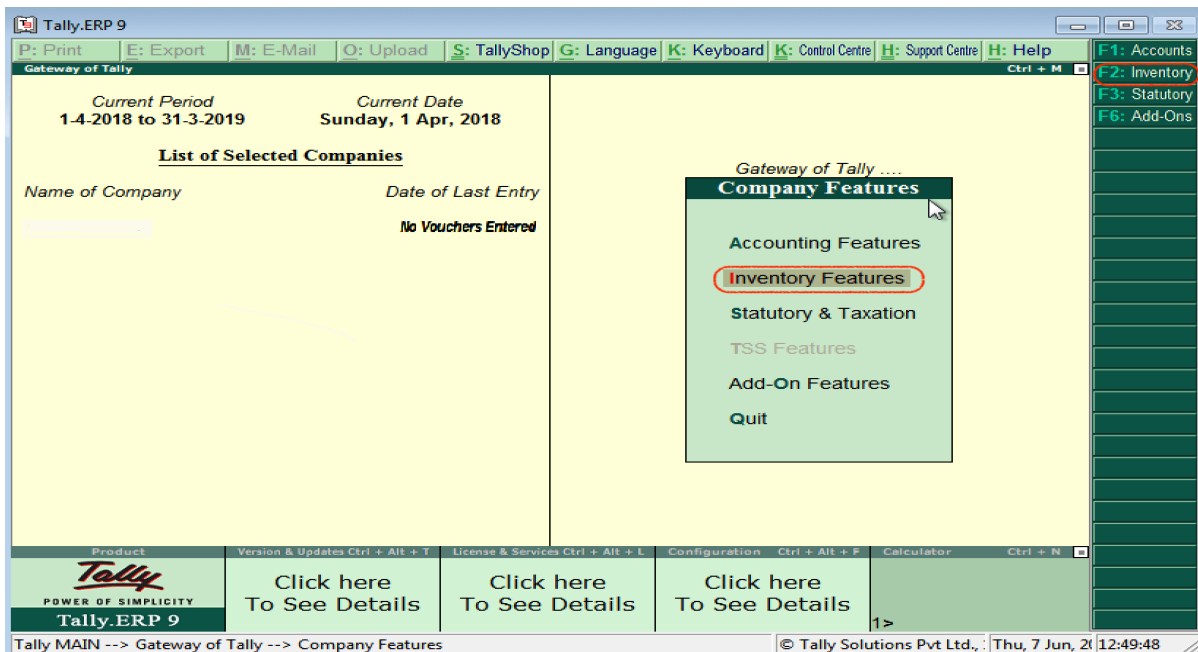 Tally.ERP 9
P: Print E: Export M: E-Mail O: Upload S: TallyShop G: Language K: Keyboard K: Control Centre H: Support Centre H: Help
F1: Accounts
F2: Inventory
F3: Statutory
F6: Add-Ons
Gateway of Tally Ctrl + M
Current Period Current Date
1-4-2018 to 31-3-2019 Sunday, 1 Apr, 2018
List of Selected Companies
Name of Company Date of Last Entry
No Vouchers Entered
Gateway of Tally ....
Company Features
Accounting Features
Inventory Features
Statutory & Taxation
TSS Features
Add-On Features
Quit
Product Version & Updates Ctrl + Alt + T License & Services Ctrl + Alt + L Configuration Ctrl + Alt + F Calculator Ctrl + N
Tally
POWER OF SIMPLICITY
Tally.ERP 9
Click here
To See Details
Click here
To See Details
Click here
To See Details
1>
Tally MAIN --> Gateway of Tally --> Company Features © Tally Solutions Pvt Ltd., Thu, 7 Jun, 12:49:48